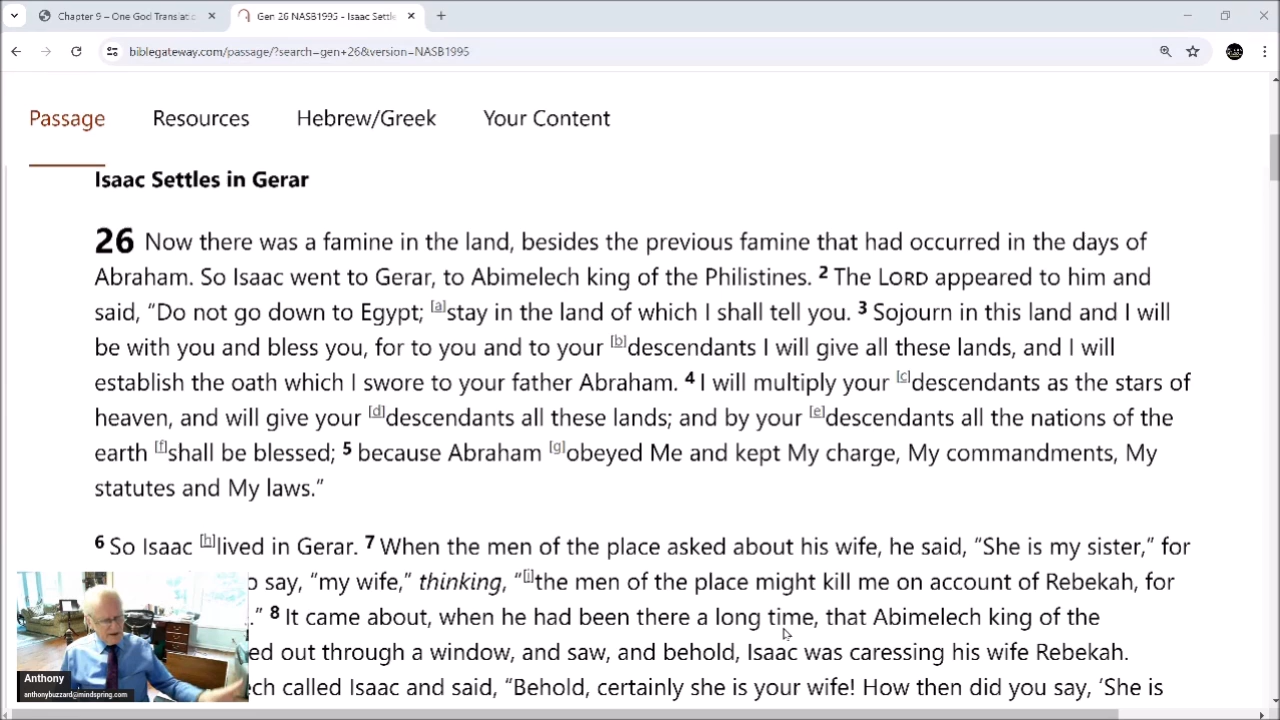 Chapter 9 – One God Translatic
Gen 26 NASB1995 - Isaac Settle
biblegateway.com/passage/?search=gen+26&version=NASB1995
Passage Resources Hebrew/Greek Your Content
Isaac Settles in Gerar
26 Now there was a famine in the land, besides the previous famine that had occurred in the days of
Abraham. So Isaac went to Gerar, to Abimelech king of the Philistines. 2 The LORD appeared to him and
said, “Do not go down to Egypt; [a]stay in the land of which I shall tell you. 3 Sojourn in this land and I will
be with you and bless you, for to you and to your [b]descendants I will give all these lands, and I will
establish the oath which I swore to your father Abraham. 4 I will multiply your [c]descendants as the stars of
heaven, and will give your [d]descendants all these lands; and by your [e]descendants all the nations of the
earth [f]shall be blessed; 5 because Abraham [g]obeyed Me and kept My charge, My commandments, My
statutes and My laws.”
6 So Isaac [h]lived in Gerar. 7 When the men of the place asked about his wife, he said, “She is my sister,” for
say, “my wife,” thinking, “[i]the men of the place might kill me on account of Rebekah, for
.” 8 It came about, when he had been there a long time, that Abimelech king of the
ed out through a window, and saw, and behold, Isaac was caressing his wife Rebekah.
ech called Isaac and said, “Behold, certainly she is your wife! How then did you say, ‘She is
Anthony
anthonybuzzard@mindspring.com